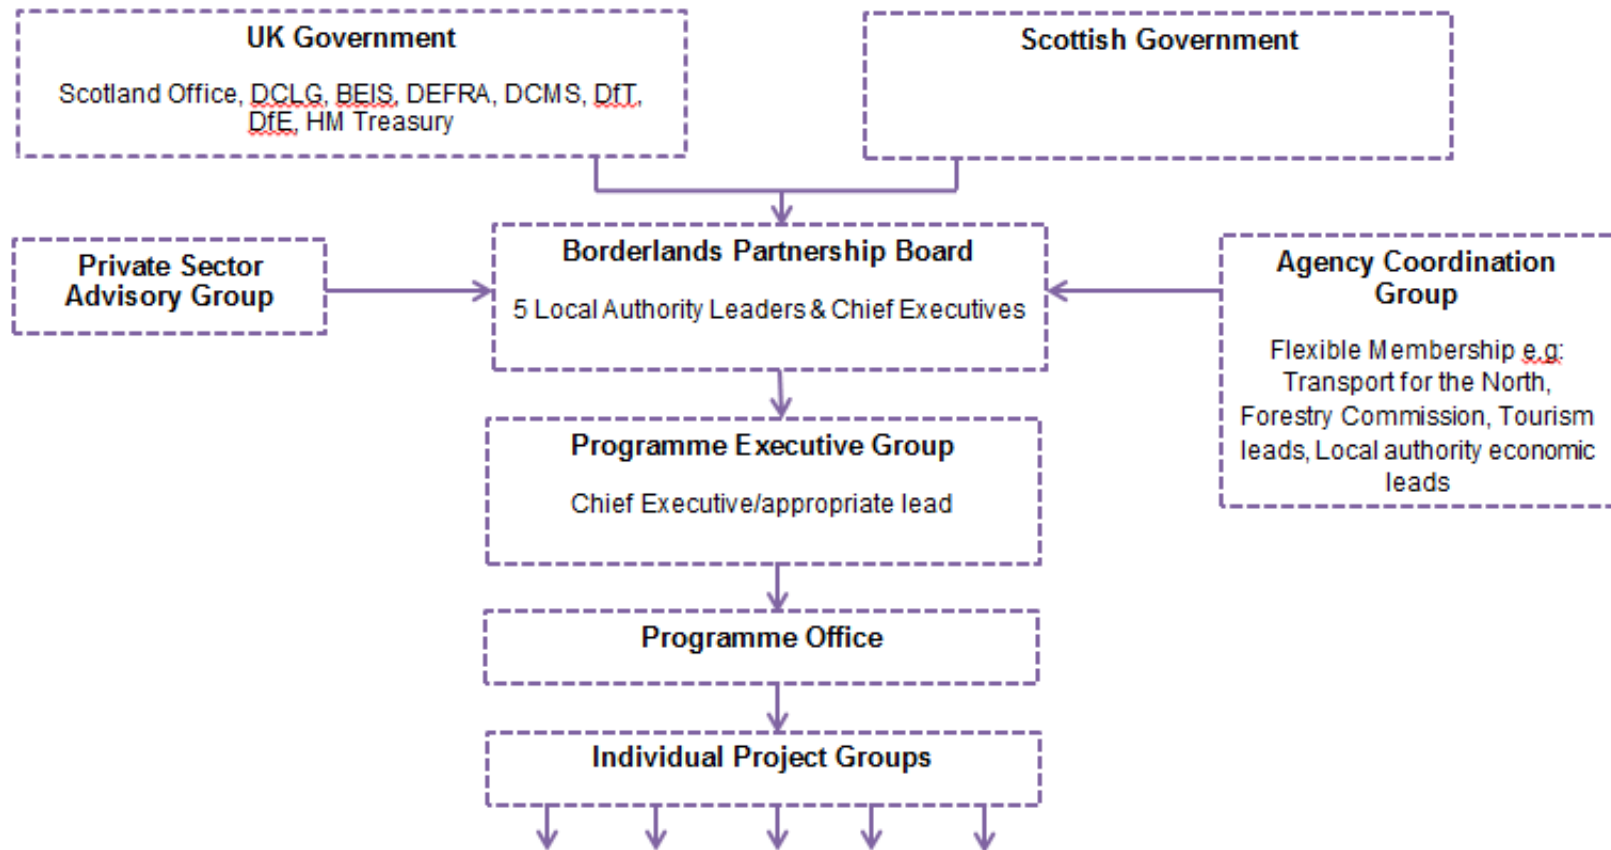 UK Government
Scotland Office, DCLG, BEIS, DEFRA, DCMS, DfT,
DfE, HM Treasury
Scottish Government
Private Sector
Advisory Group
Borderlands Partnership Board
5 Local Authority Leaders & Chief Executives
Agency Coordination
Group
Flexible Membership e.g:
Transport for the North,
Forestry Commission, Tourism
leads, Local authority economic
leads
Programme Executive Group
Chief Executive/appropriate lead
Programme Office
Individual Project Groups